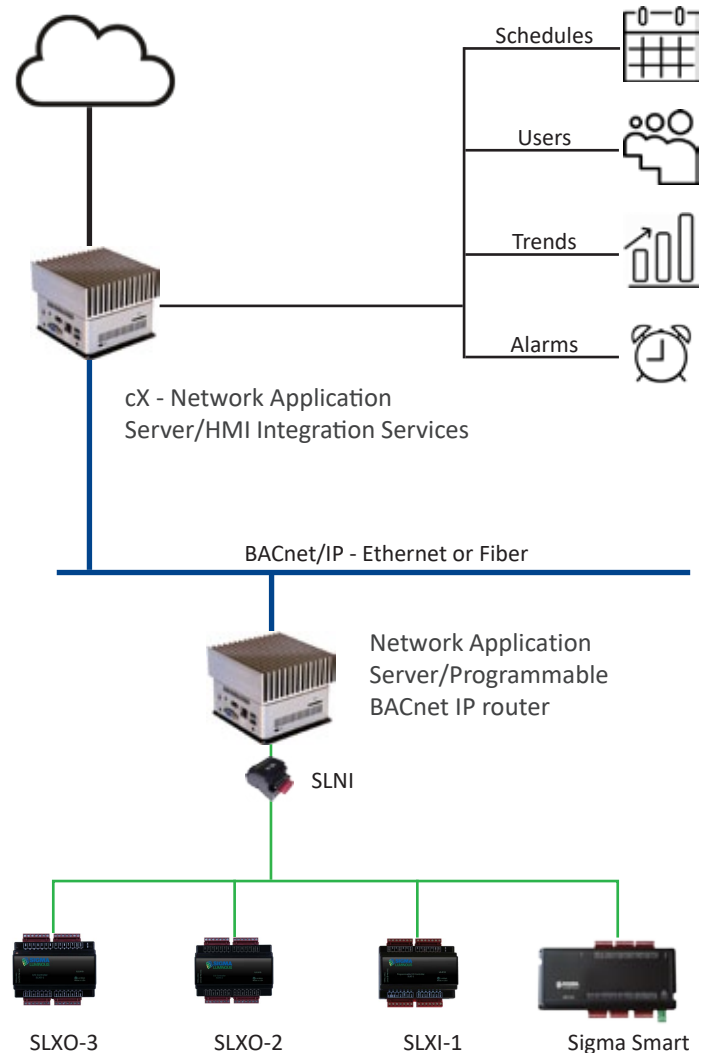 Schedules
Users
Trends
Alarms
cX - Network Application
Server/HMI Integration Services
BACnet/IP - Ethernet or Fiber
Network Application
Server/Programmable
BACnet IP router
SLNI
SLXO-3
SLXO-2
SLXI-1
Sigma Smart